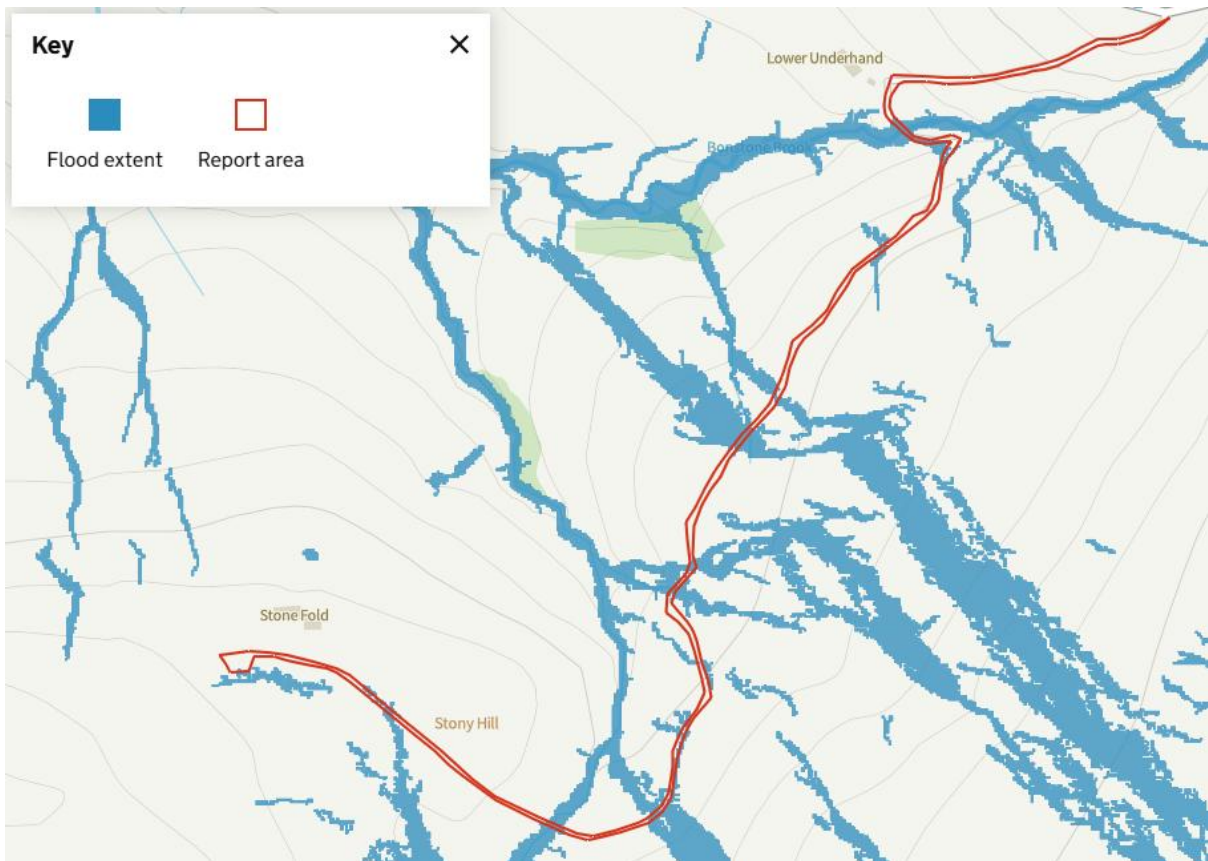 Key
Flood extent
Report area
Lower Underhand
Bonstone Brook
Stone Fold
Stony Hill